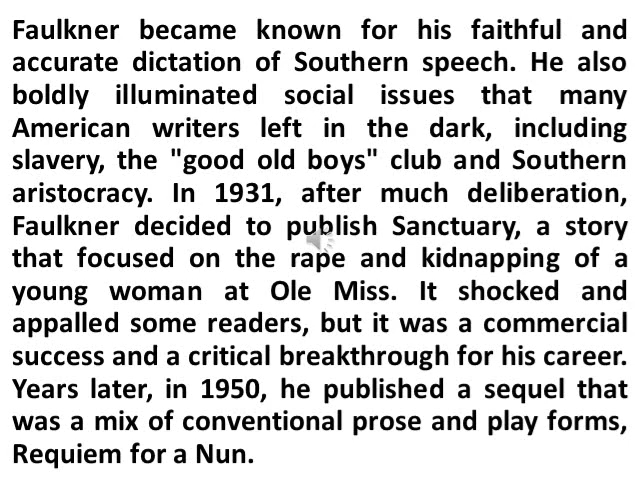 Faulkner became known for his faithful and
accurate dictation of Southern speech. He also
boldly illuminated social issues that many
American writers left in the dark, including
slavery, the "good old boys" club and Southern
aristocracy. In 1931, after much deliberation,
Faulkner decided to publish Sanctuary, a story
that focused on the rape and kidnapping of a
young woman at Ole Miss. It shocked and
appalled some readers, but it was a commercial
success and a critical breakthrough for his career.
Years later, in 1950, he published a sequel that
was a mix of conventional prose and play forms,
Requiem for a Nun.